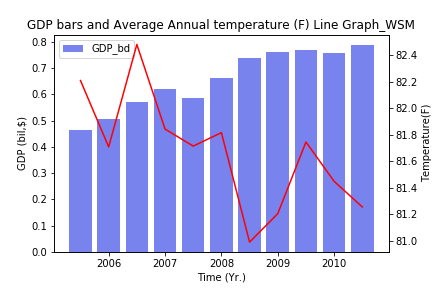 GDP bars and Average Annual temperature (F) Line Graph_WSM
GDP_bd
0.8
0.7
0.6
0.5
0.4
0.3
0.2
0.1
0.0
GDP (bil,$)
82.4
82.2
82.0
81.8
81.6
81.4
81.2
81.0
Temperature(F)
2006 2007 2008 2009 2010
Time (Yr.)